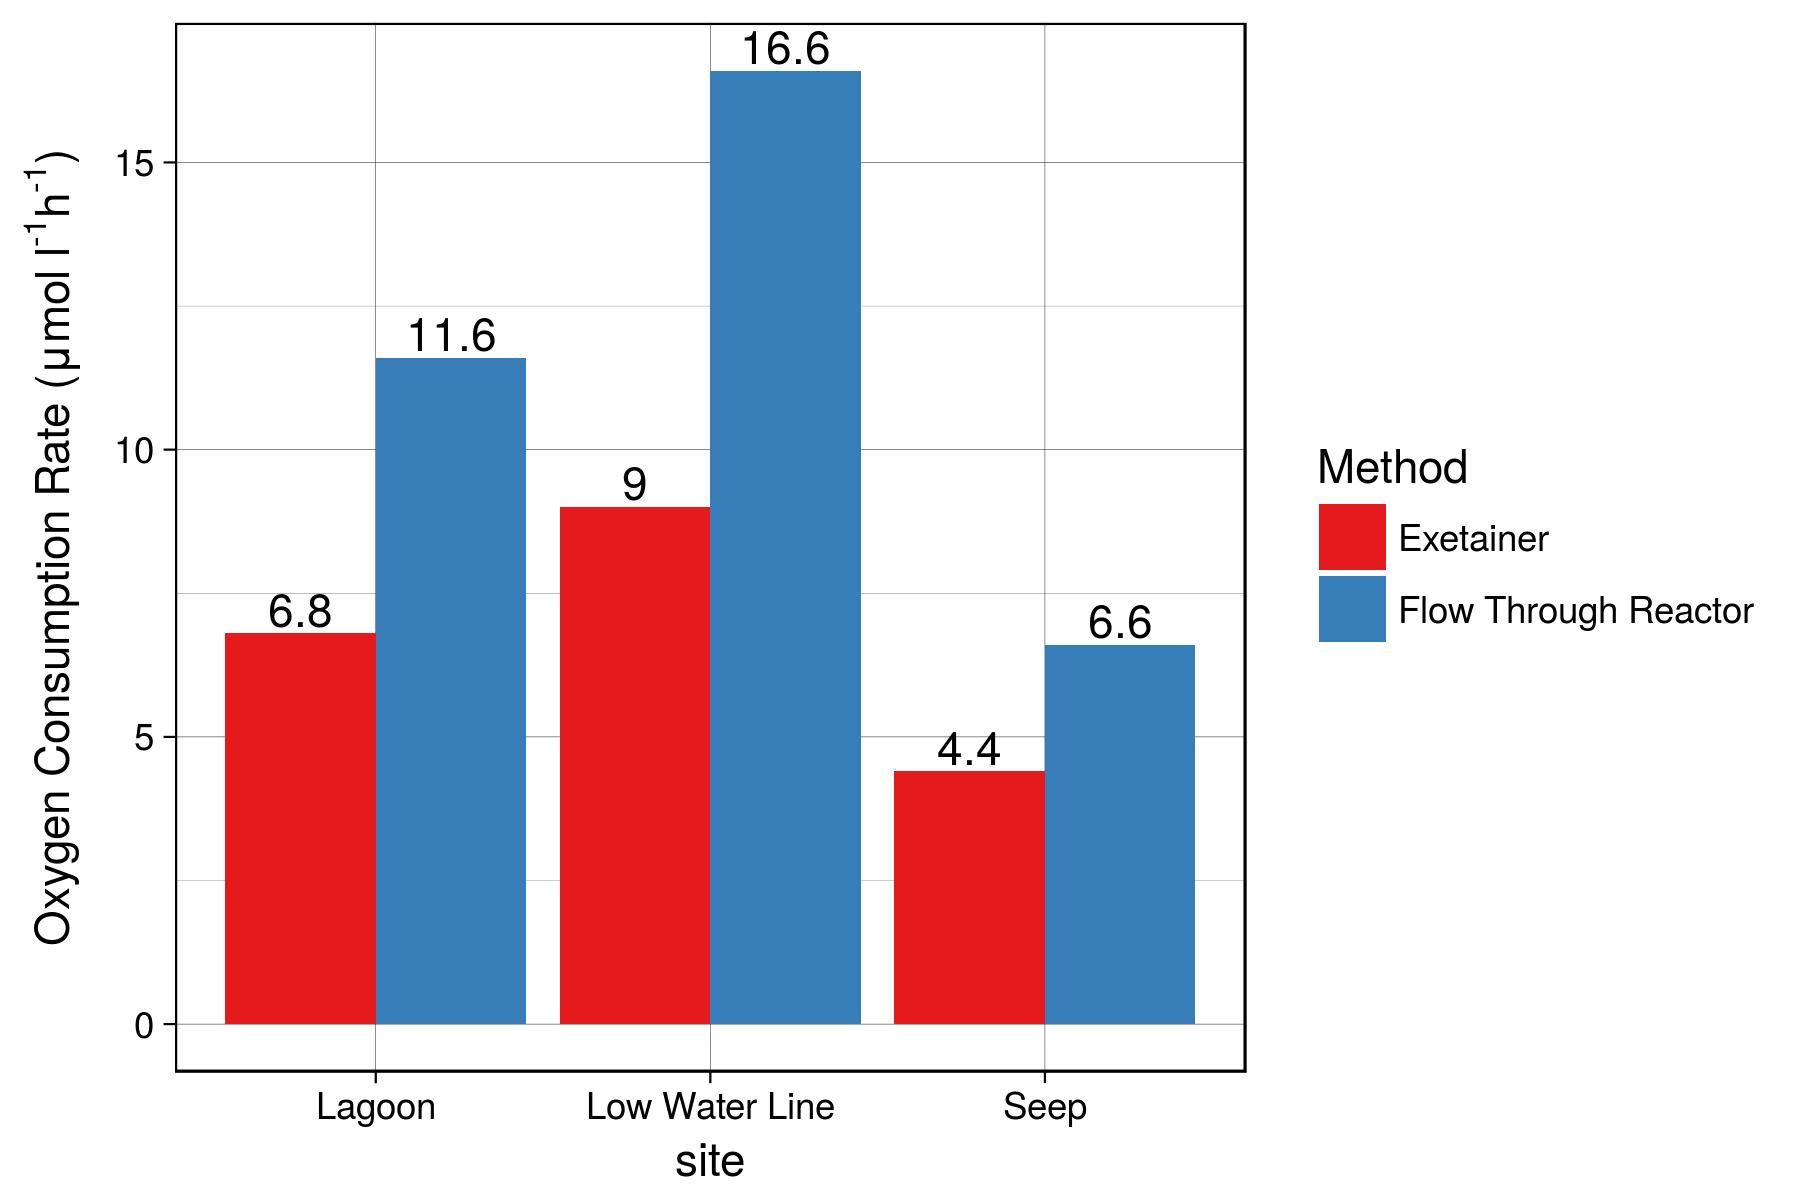 Oxygen Consumption Rate (µmol l⁻¹h⁻¹)
15
10
5
0
6.8
11.6
9
16.6
4.4
6.6
Lagoon
Low Water Line
Seep
site
Method
Exetainer
Flow Through Reactor